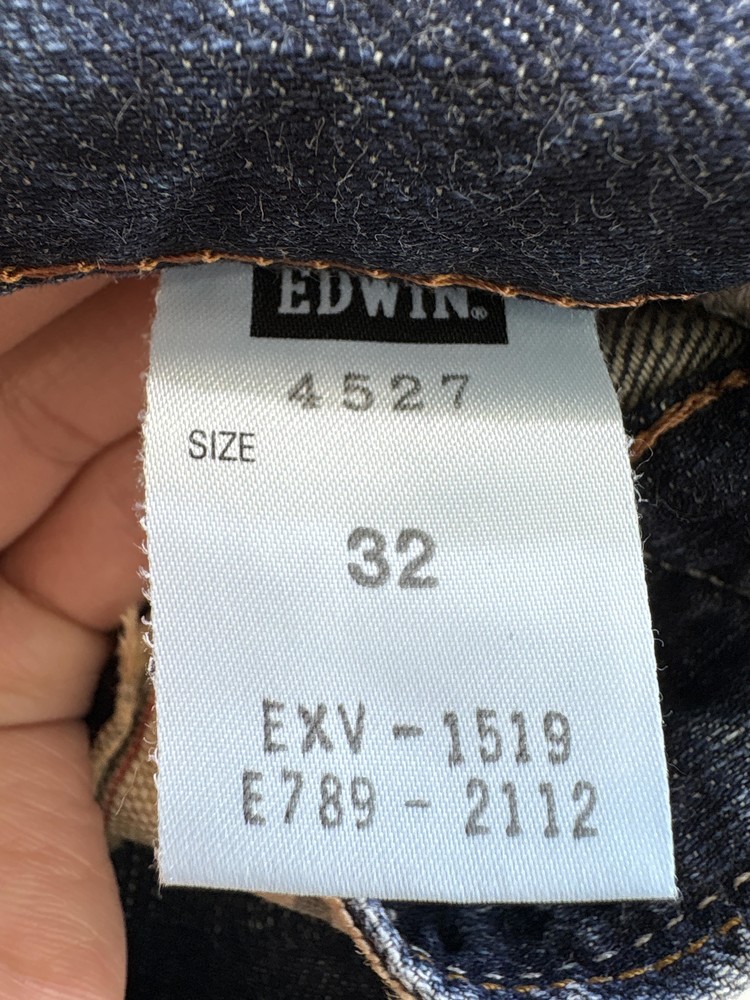 EDWIN®
4527
SIZE
32
EXV-1519
E789-2112